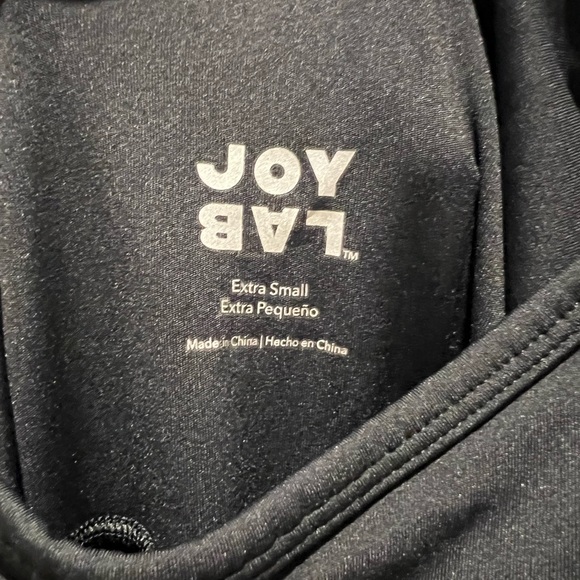 JOY
LAB™
Extra Small
Extra Pequeño
Made in China | Hecho en China